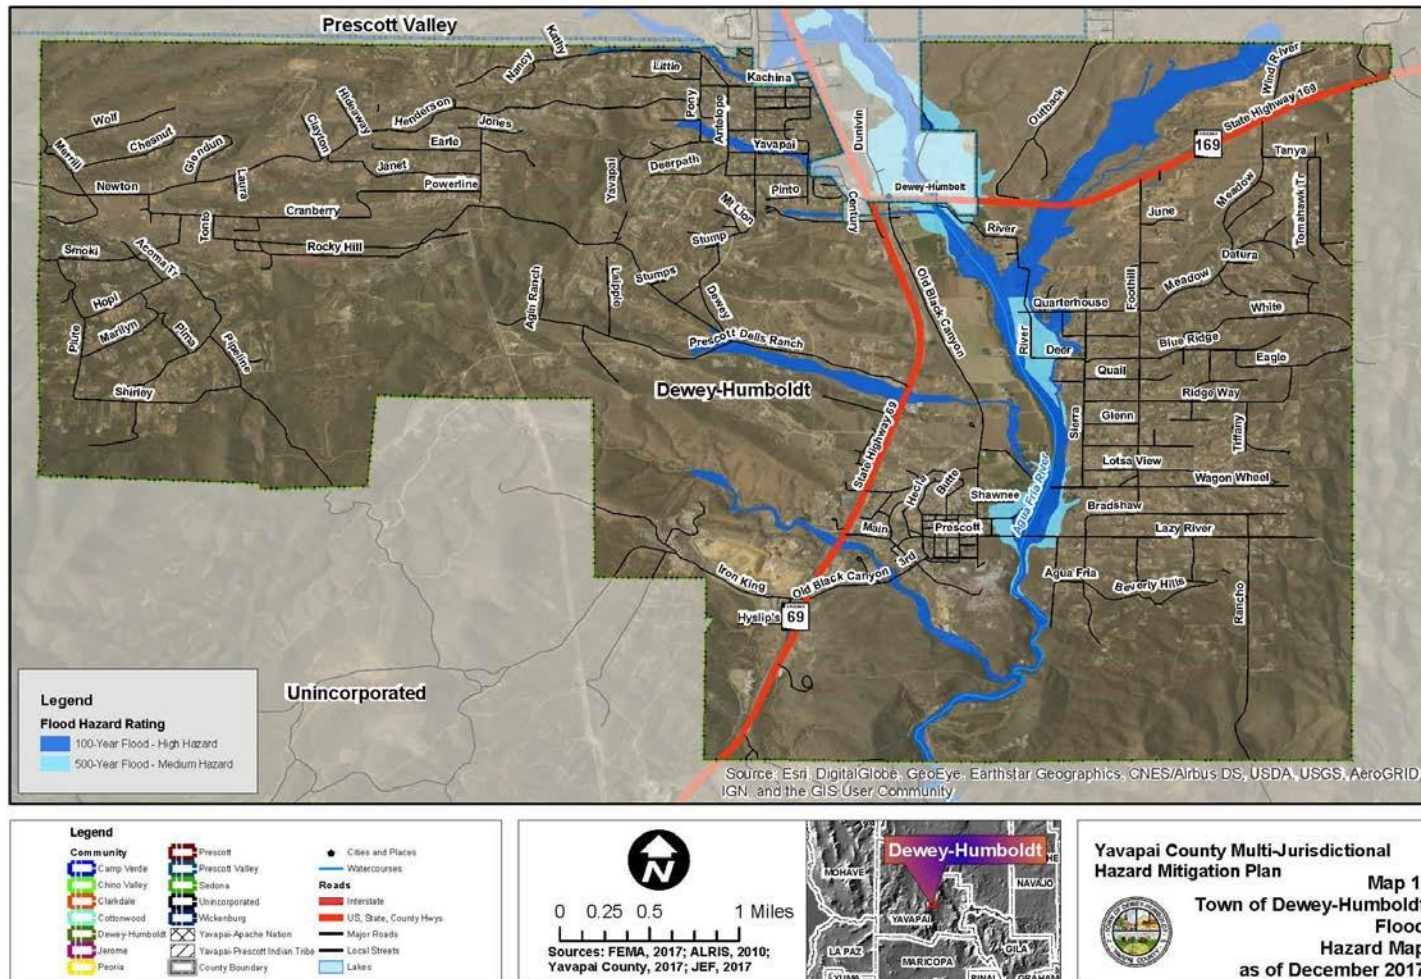 Prescott Valley
Kathy
Nancy
Little
Kachina
Wind River
State Highway 169
169
Outback
Hideaway
Henderson
Pony
Antelope
Dunivin
Wolf
Chesnut
Glendun
Clayton
Jones
Earle
Yavapai
Merrill
Janet
Deerpath
Tanya
Newton
Laura
Powerline
Yavapai
Pinto
Century
Dewey-Humbolt
Meadow
Tomahawk Tr
Tonto
Cranberry
Mt Lion
June
River
Smoki
Acoma Tr
Rocky Hill
Stump
Datura
Hopi
Agin Ranch
Laipple
Stumps
Dewey
Old Black Canyon
Foothill
Meadow
Quarterhouse
White
Piute
Marilyn
Pima
Pipeline
Prescott Dells Ranch
River
Deer
Blue Ridge
Eagle
Shirley
Dewey-Humboldt
Quail
Ridge Way
State Highway 69
Sierra
Glenn
Tiffany
Lotsa View
Hecla
Butte
Shawnee
Agua Fria River
Wagon Wheel
Bradshaw
Main
Prescott
Lazy River
Iron King
Old Black Canyon
3rd
Agua Fria
Beverly Hills
Rancho
Hyslip's
69
Unincorporated
Legend
Flood Hazard Rating
100-Year Flood - High Hazard
500-Year Flood - Medium Hazard
Source: Esri, DigitalGlobe, GeoEye, Earthstar Geographics, CNES/Airbus DS, USDA, USGS, AeroGRID,
IGN, and the GIS User Community
Legend
Community
Camp Verde
Chino Valley
Clarkdale
Cottonwood
Dewey-Humboldt
Jerome
Peoria
Prescott
Prescott Valley
Sedona
Unincorporated
Wickenburg
Yavapai-Apache Nation
Yavapai-Prescott Indian Tribe
County Boundary
Cities and Places
Watercourses
Roads
Interstate
US, State, County Hwys
Major Roads
Local Streets
Lakes
N
0 0.25 0.5 1 Miles
Sources: FEMA, 2017; ALRIS, 2010;
Yavapai County, 2017; JEF, 2017
Dewey-Humboldt
MOHAVE
NAVAJO
YAVAPAI
LA PAZ
MARICOPA
GILA
YUMA
PINAL
GRAHAM
Yavapai County Multi-Jurisdictional
Hazard Mitigation Plan
Map 1
Town of Dewey-Humboldt
Flood
Hazard Map
as of December 2017